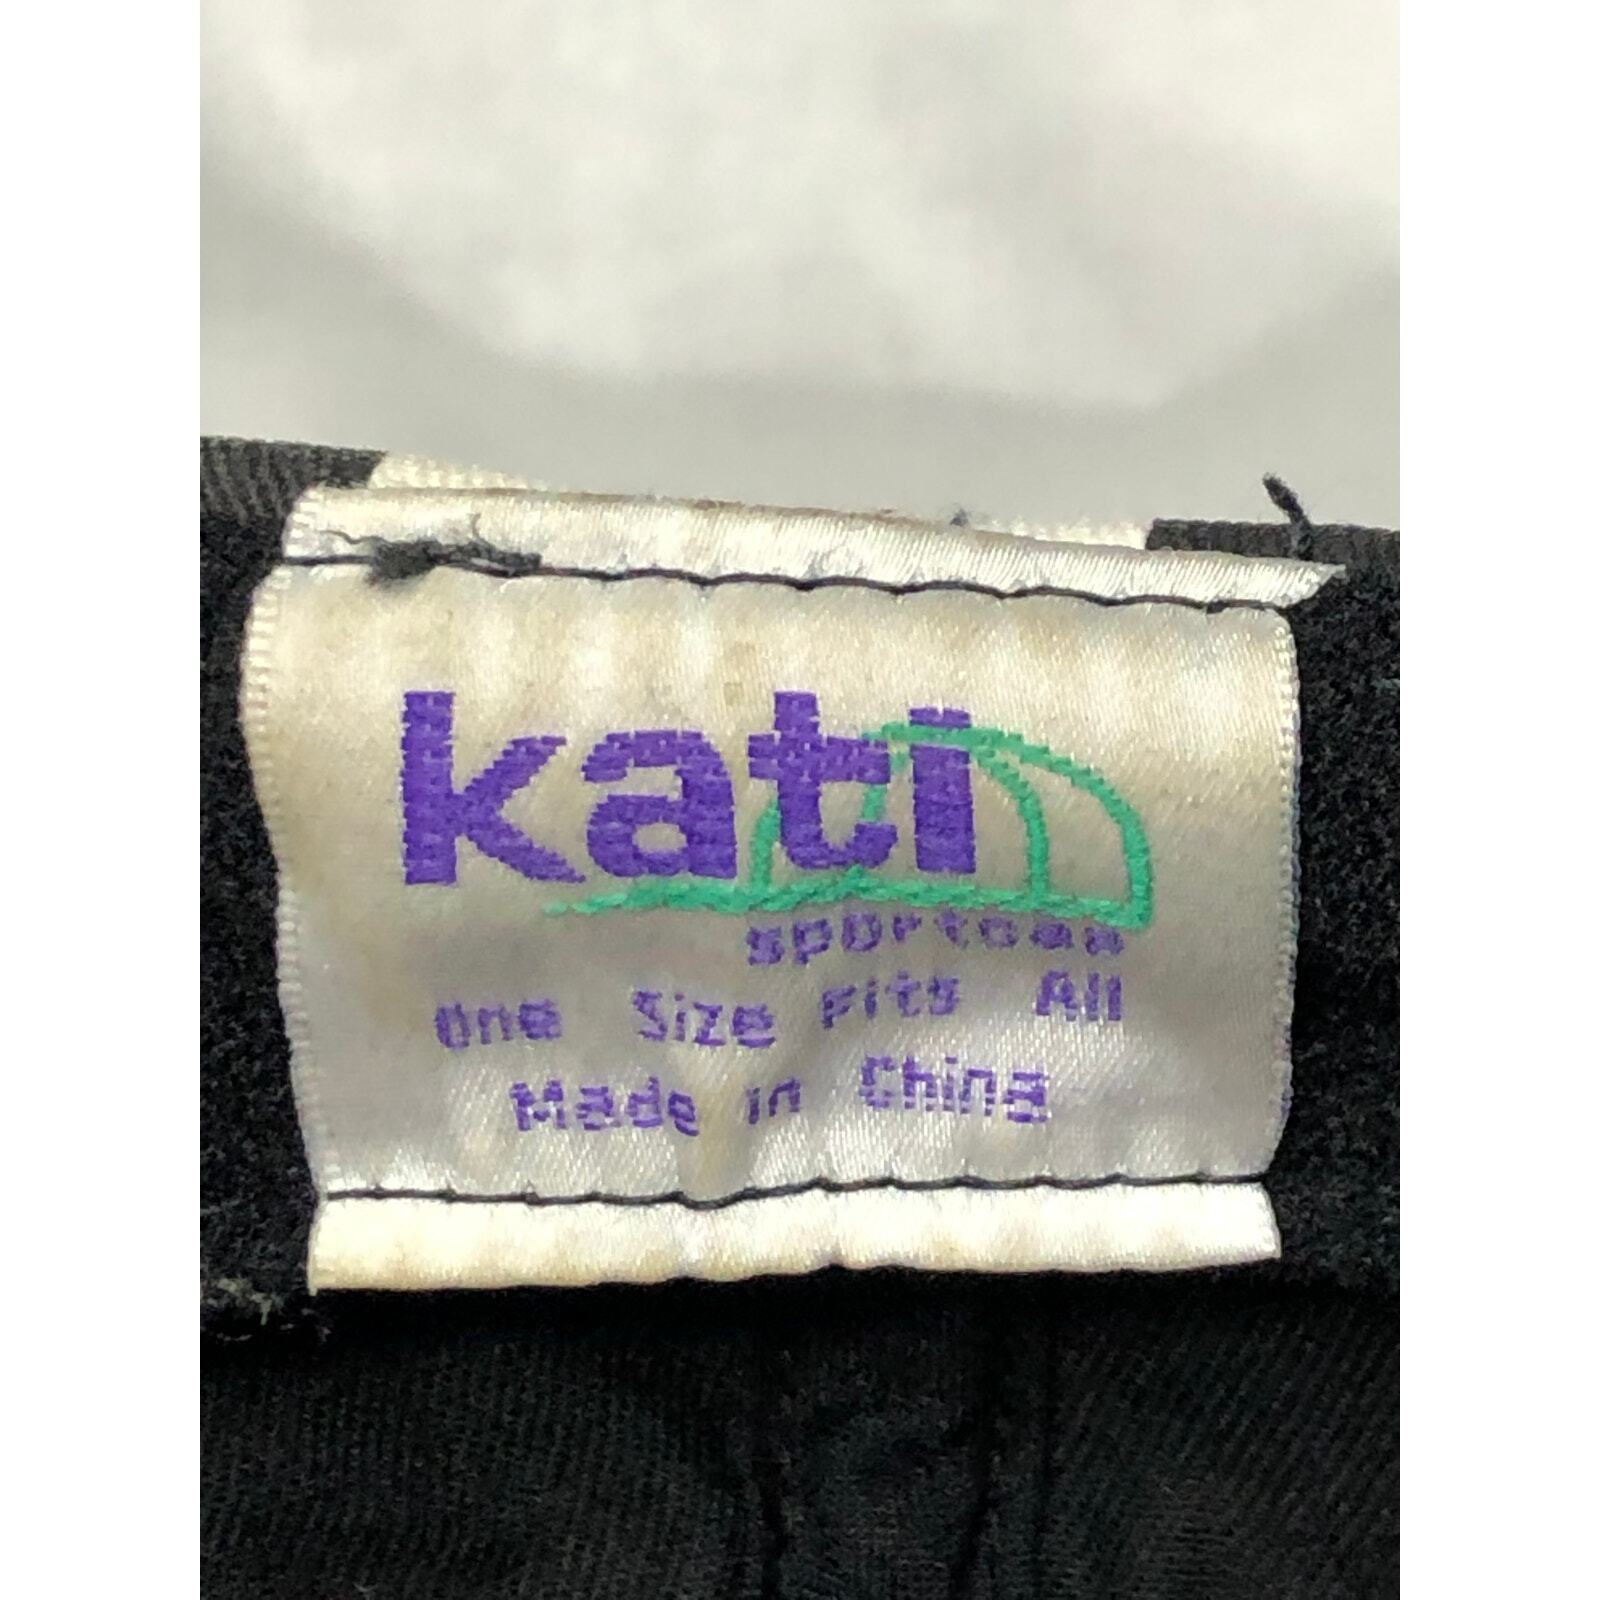 kati
sportcap
One Size Fits All
Made in China